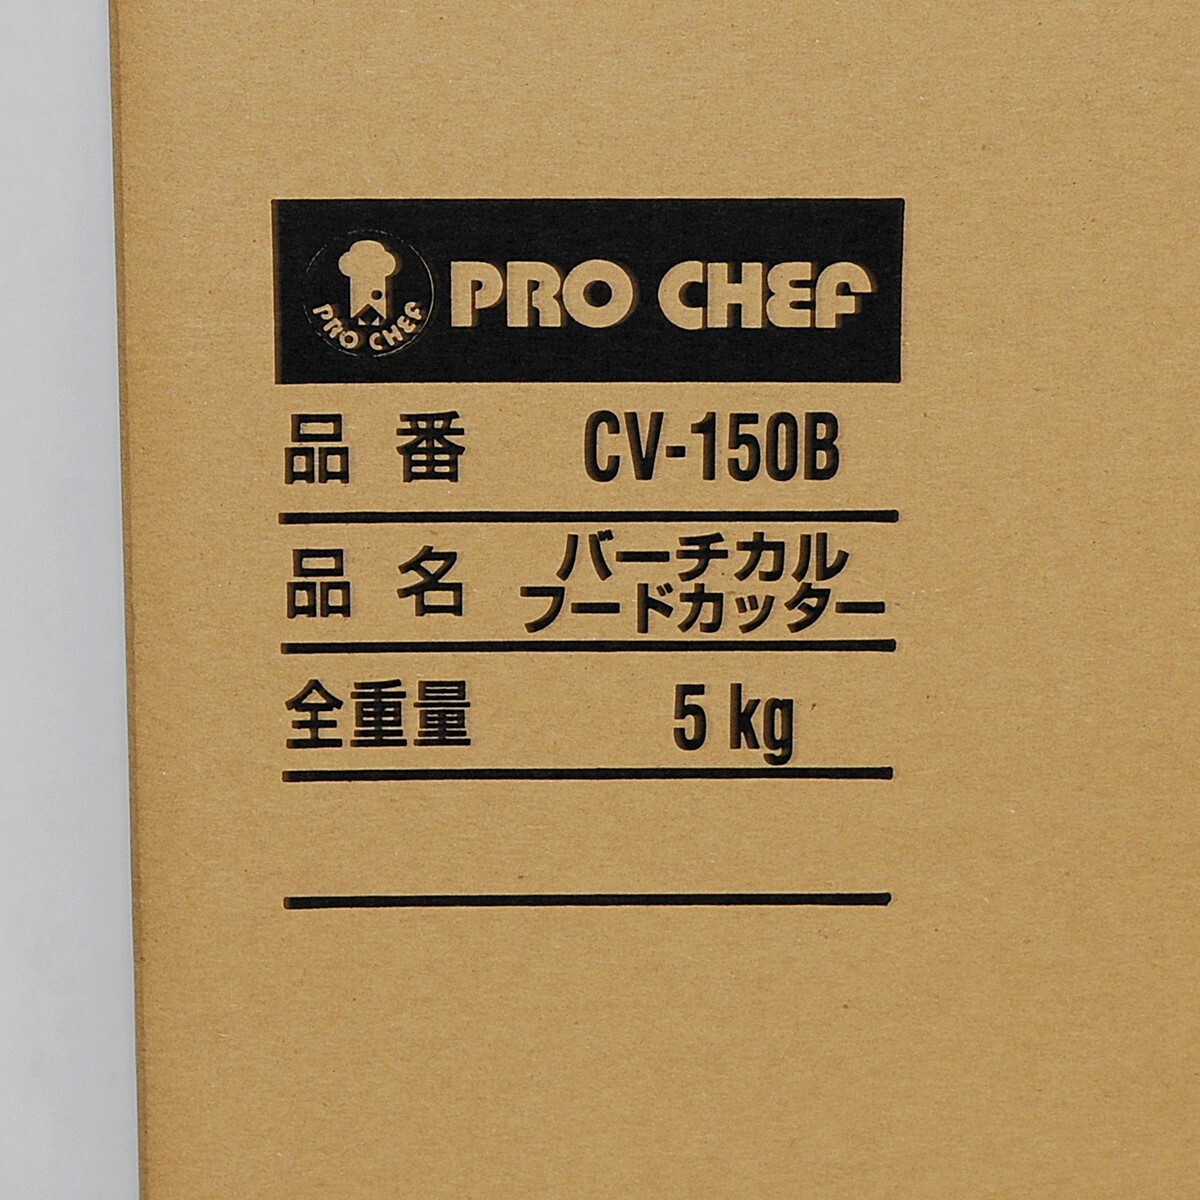 PRO CHEF PRO CHEF
品番 CV-150B
品名 バーチカル
フードカッター
全重量 5 kg